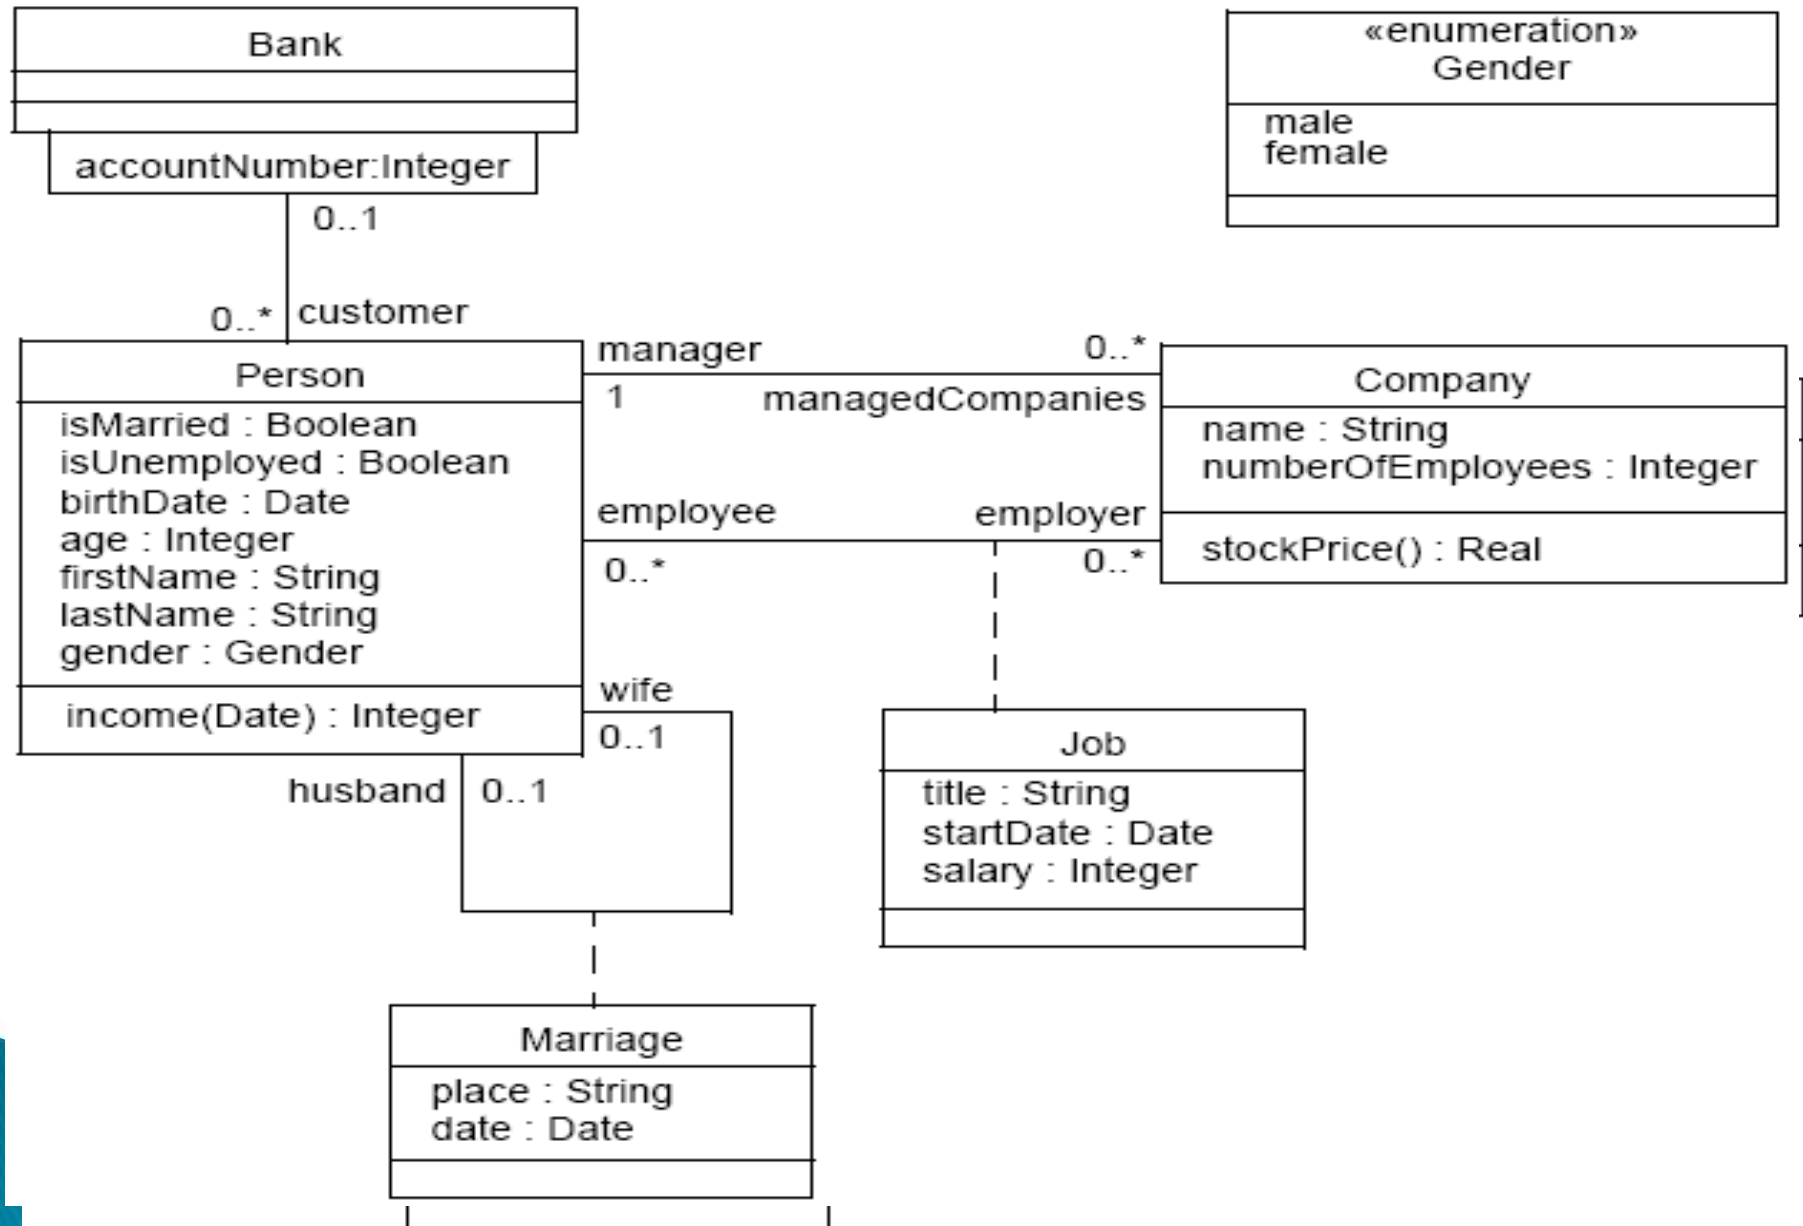 Bank
accountNumber:Integer
0..1
0..* customer
«enumeration»
Gender
male
female
Person
isMarried : Boolean
isUnemployed : Boolean
birthDate : Date
age : Integer
firstName : String
lastName : String
gender : Gender
income(Date) : Integer
manager
1
0..*
managedCompanies
employee
0..*
employer
0..*
Company
name : String
numberOfEmployees : Integer
stockPrice() : Real
wife
0..1
husband 0..1
Job
title : String
startDate : Date
salary : Integer
Marriage
place : String
date : Date